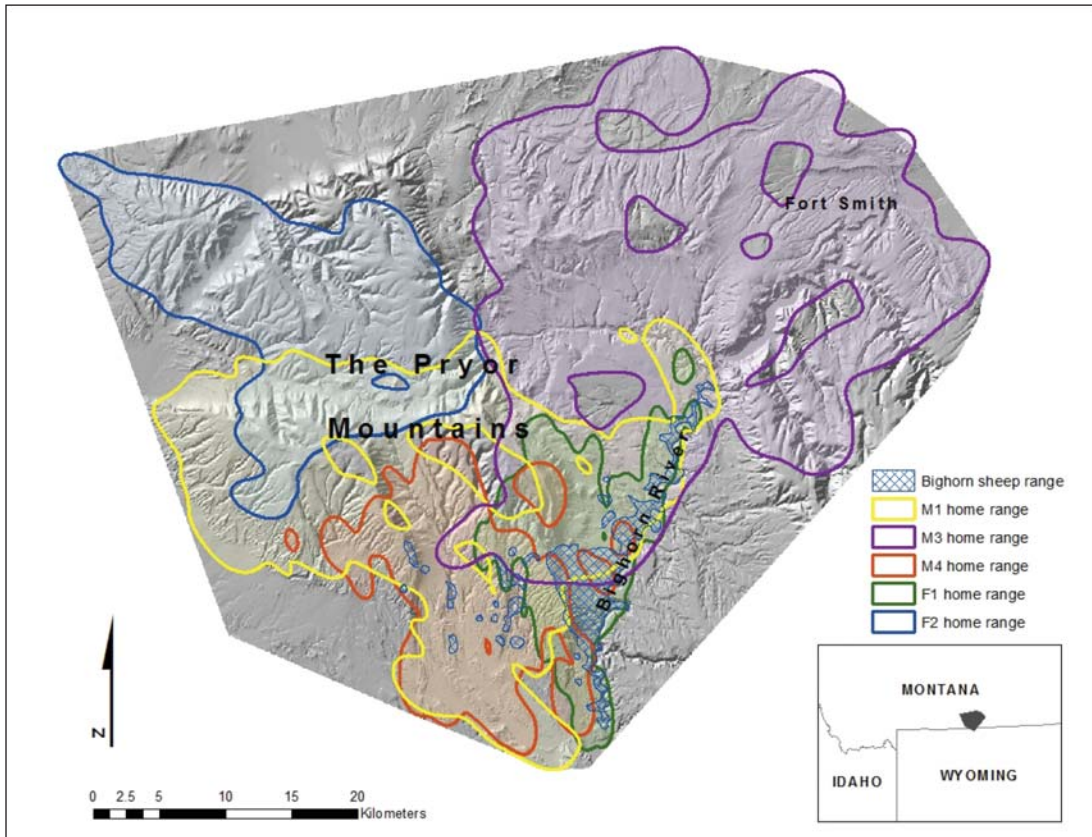 Fort Smith
The Pryor
Mountains
Bighorn River
Bighorn sheep range
M1 home range
M3 home range
M4 home range
F1 home range
F2 home range
N
0 2.5 5 10 15 20
Kilometers
MONTANA
IDAHO
WYOMING